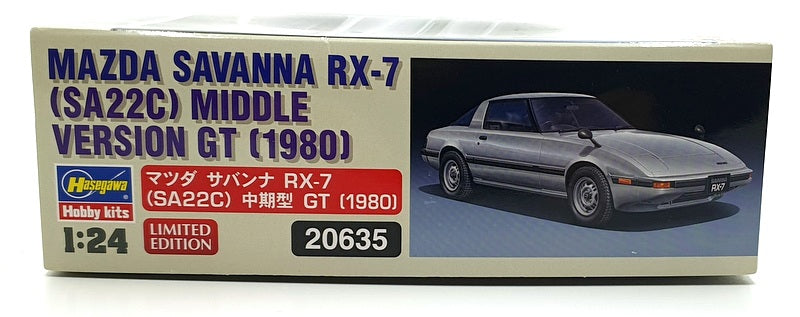 MAZDA SAVANNA RX-7
(SA22C) MIDDLE
VERSION GT (1980)
Hasegawa
Hobby kits
マツダ サバンナ RX-7
(SA22C) 中期型 GT (1980)
1:24
LIMITED
EDITION
20635
SAVANNA
RX-7